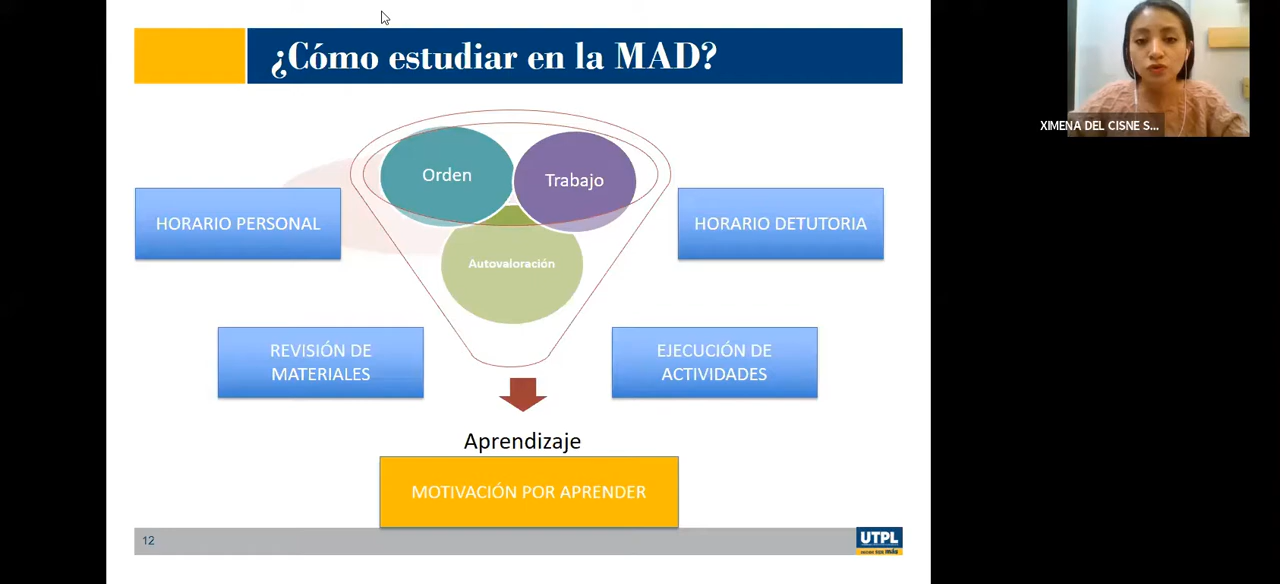 ¿Cómo estudiar en la MAD?
XIMENA DEL CISNE S...
Orden
Trabajo
HORARIO PERSONAL
HORARIO DETUTORIA
Autovaloración
REVISIÓN DE
MATERIALES
EJECUCIÓN DE
ACTIVIDADES
Aprendizaje
MOTIVACIÓN POR APRENDER
12
UTPL